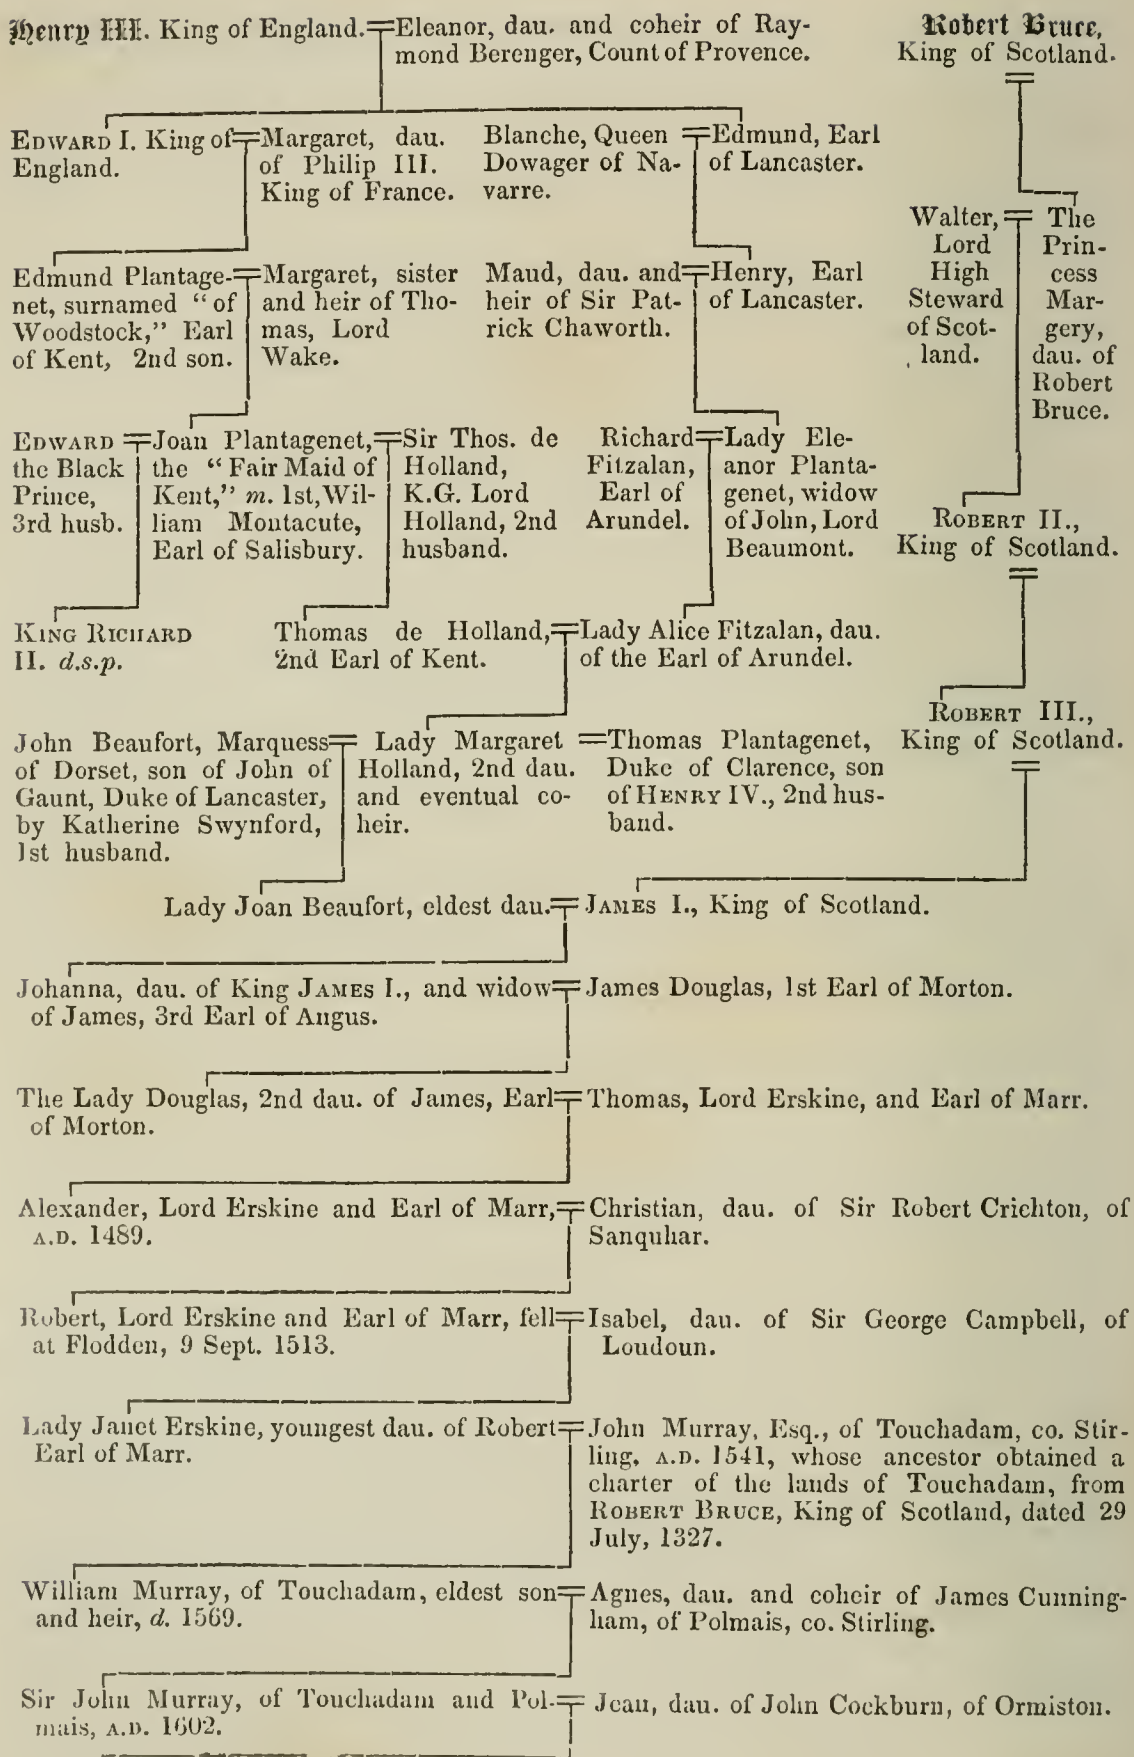 Henry III. King of England.
Eleanor, dau. and coheir of Ray-
mond Berenger, Count of Provence.
Robert Bruce,
King of Scotland.
EDWARD I. King of
England.
Margaret, dau.
of Philip III.
King of France.
Blanche, Queen
Dowager of Na-
varre.
Edmund, Earl
of Lancaster.
Walter,
Lord
High
Steward
of Scot-
land.
The
Prin-
cess
Mar-
gery,
dau. of
Robert
Bruce.
Edmund Plantage-
net, surnamed "of
Woodstock," Earl
of Kent, 2nd son.
Margaret, sister
and heir of Tho-
mas, Lord
Wake.
Maud, dau. and
heir of Sir Pat-
rick Chaworth.
Henry, Earl
of Lancaster.
EDWARD
the Black
Prince,
3rd husb.
Joan Plantagenet,
the "Fair Maid of
Kent," m. 1st, Wil-
liam Montacute,
Earl of Salisbury.
Sir Thos. de
Holland,
K.G. Lord
Holland, 2nd
husband.
Richard
Fitzalan,
Earl of
Arundel.
Lady Ele-
anor Planta-
genet, widow
of John, Lord
Beaumont.
ROBERT II.,
King of Scotland.
KING RICHARD
II. d.s.p.
Thomas de Holland,
2nd Earl of Kent.
Lady Alice Fitzalan, dau.
of the Earl of Arundel.
ROBERT III.,
King of Scotland.
John Beaufort, Marquess
of Dorset, son of John of
Gaunt, Duke of Lancaster,
by Katherine Swynford,
1st husband.
Lady Margaret
Holland, 2nd dau.
and eventual co-
heir.
Thomas Plantagenet,
Duke of Clarence, son
of HENRY IV., 2nd hus-
band.
Lady Joan Beaufort, eldest dau.
JAMES I., King of Scotland.
Johanna, dau. of King JAMES I., and widow
of James, 3rd Earl of Angus.
James Douglas, 1st Earl of Morton.
The Lady Douglas, 2nd dau. of James, Earl
of Morton.
Thomas, Lord Erskine, and Earl of Marr.
Alexander, Lord Erskine and Earl of Marr,
A.D. 1489.
Christian, dau. of Sir Robert Crichton, of
Sanquhar.
Robert, Lord Erskine and Earl of Marr, fell
at Flodden, 9 Sept. 1513.
Isabel, dau. of Sir George Campbell, of
Loudoun.
Lady Janet Erskine, youngest dau. of Robert
Earl of Marr.
John Murray, Esq., of Touchadam, co. Stir-
ling, A.D. 1541, whose ancestor obtained a
charter of the lands of Touchadam, from
ROBERT BRUCE, King of Scotland, dated 29
July, 1327.
William Murray, of Touchadam, eldest son
and heir, d. 1569.
Agnes, dau. and coheir of James Cunning-
ham, of Polmais, co. Stirling.
Sir John Murray, of Touchadam and Pol-
mais, A.D. 1602.
Jean, dau. of John Cockburn, of Ormiston.